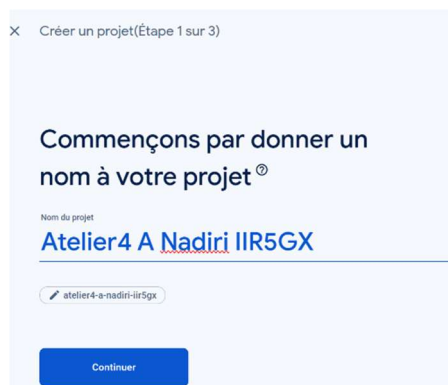 Créer un projet(Étape 1 sur 3)
Commençons par donner un
nom à votre projet
Nom du projet
Atelier4 A Nadiri IIR5GX
atelier4-a-nadiri-iir5gx
Continuer